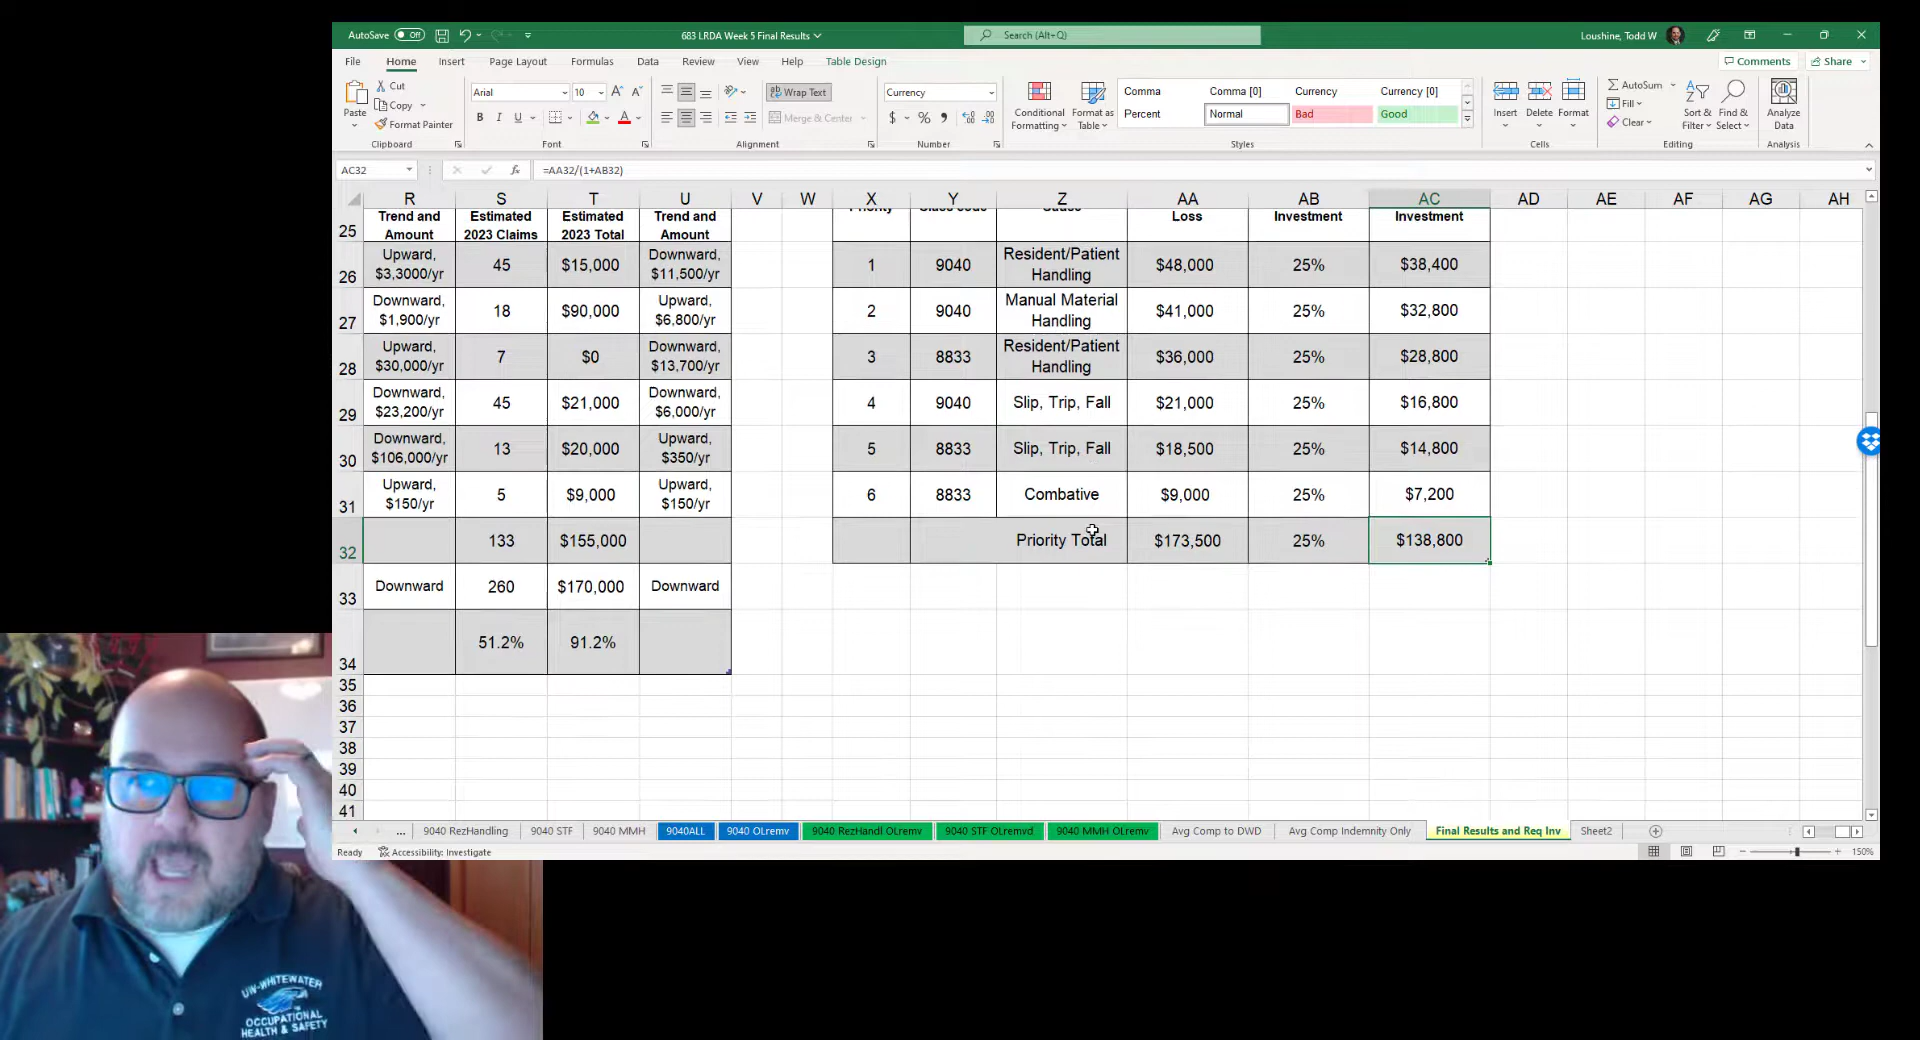 AutoSave Off
683 LRDA Week 5 Final Results
Search (Alt+Q)
Loushine, Todd W
File Home Insert Page Layout Formulas Data Review View Help Table Design
Comments Share
Paste
Cut
Copy
Format Painter
Clipboard
Arial 10
B I U
Font
Wrap Text
Merge & Center
Alignment
Currency
$ % ,
Number
Conditional Formatting
Format as Table
Comma Comma [0] Currency Currency [0]
Percent Normal Bad Good
Styles
Insert Delete Format
Cells
AutoSum
Fill
Clear
Sort & Filter
Find & Select
Editing
Analyze Data
Analysis
AC32 =AA32/(1+AB32)
R S T U V W X Y Z AA AB AC AD AE AF AG AH
25 Trend and Amount Estimated 2023 Claims Estimated 2023 Total Trend and Amount Loss Investment Investment
26 Upward, $3,3000/yr 45 $15,000 Downward, $11,500/yr 1 9040 Resident/Patient Handling $48,000 25% $38,400
27 Downward, $1,900/yr 18 $90,000 Upward, $6,800/yr 2 9040 Manual Material Handling $41,000 25% $32,800
28 Upward, $30,000/yr 7 $0 Downward, $13,700/yr 3 8833 Resident/Patient Handling $36,000 25% $28,800
29 Downward, $23,200/yr 45 $21,000 Downward, $6,000/yr 4 9040 Slip, Trip, Fall $21,000 25% $16,800
30 Downward, $106,000/yr 13 $20,000 Upward, $350/yr 5 8833 Slip, Trip, Fall $18,500 25% $14,800
31 Upward, $150/yr 5 $9,000 Upward, $150/yr 6 8833 Combative $9,000 25% $7,200
32 133 $155,000 Priority Total $173,500 25% $138,800
33 Downward 260 $170,000 Downward
34 51.2% 91.2%
35
36
37
38
39
40
41
... 9040 RezHandling 9040 STF 9040 MMH 9040ALL 9040 OLremv 9040 RezHandl OLremv 9040 STF OLremvd 9040 MMH OLremv Avg Comp to DWD Avg Comp Indemnity Only Final Results and Req Inv Sheet2
Ready Accessibility: Investigate 150%
UW-WHITEWATER
OCCUPATIONAL
HEALTH & SAFETY